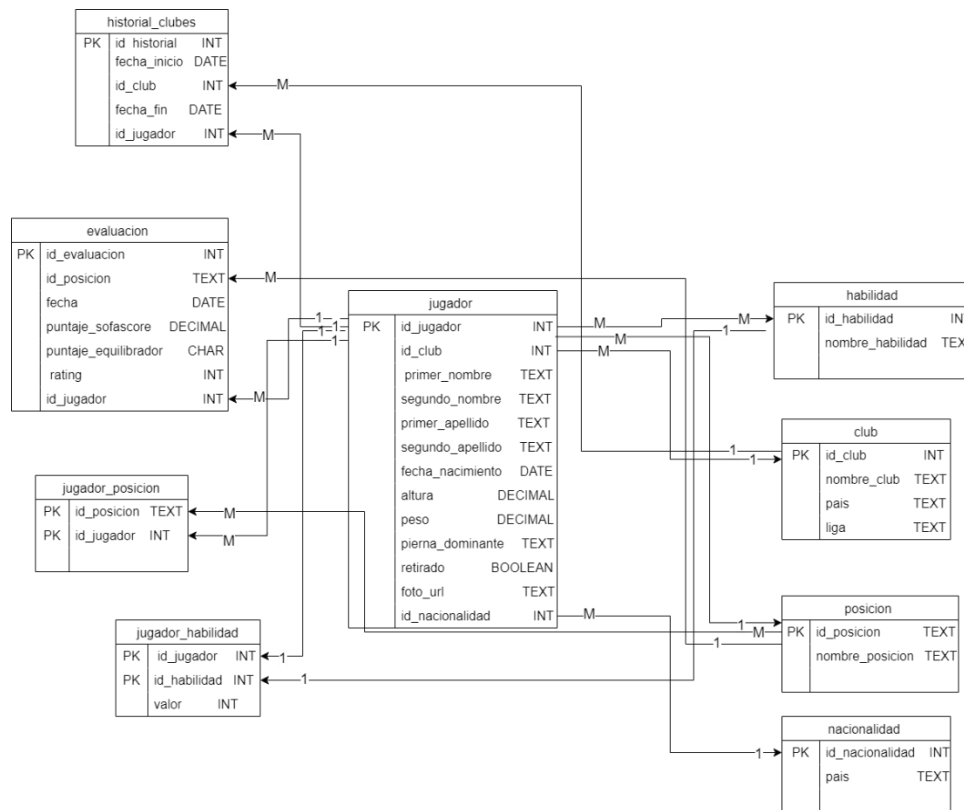 historial_clubes
PK id_historial INT
fecha_inicio DATE
id_club INT
fecha_fin DATE
id_jugador INT
M
M
evaluacion
PK id_evaluacion INT
id_posicion TEXT
fecha DATE
puntaje_sofascore DECIMAL
puntaje_equilibrador CHAR
rating INT
id_jugador INT
M
1
1
1
M
jugador
PK id_jugador INT
id_club INT
primer_nombre TEXT
segundo_nombre TEXT
primer_apellido TEXT
segundo_apellido TEXT
fecha_nacimiento DATE
altura DECIMAL
peso DECIMAL
pierna_dominante TEXT
retirado BOOLEAN
foto_url TEXT
id_nacionalidad INT
M
M
M
M
1
habilidad
PK id_habilidad INT
nombre_habilidad TEXT
1
1
club
PK id_club INT
nombre_club TEXT
pais TEXT
liga TEXT
jugador_posicion
PK id_posicion TEXT
PK id_jugador INT
M
M
jugador_habilidad
PK id_jugador INT
PK id_habilidad INT
valor INT
1
1
M
1
M
1
posicion
PK id_posicion TEXT
nombre_posicion TEXT
1
nacionalidad
PK id_nacionalidad INT
pais TEXT